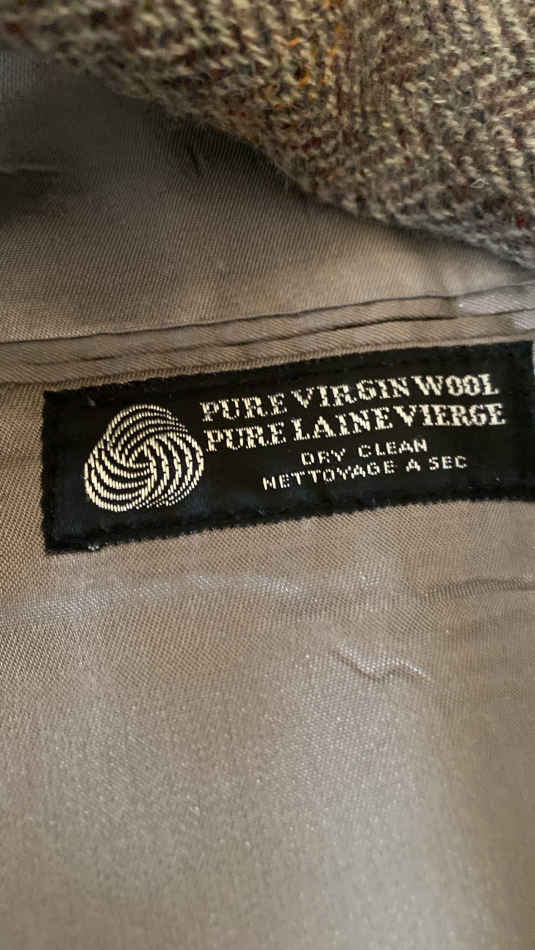 PURE VIRGIN WOOL
PURE LAINE VIERGE
DRY CLEAN
NETTOYAGE A SEC